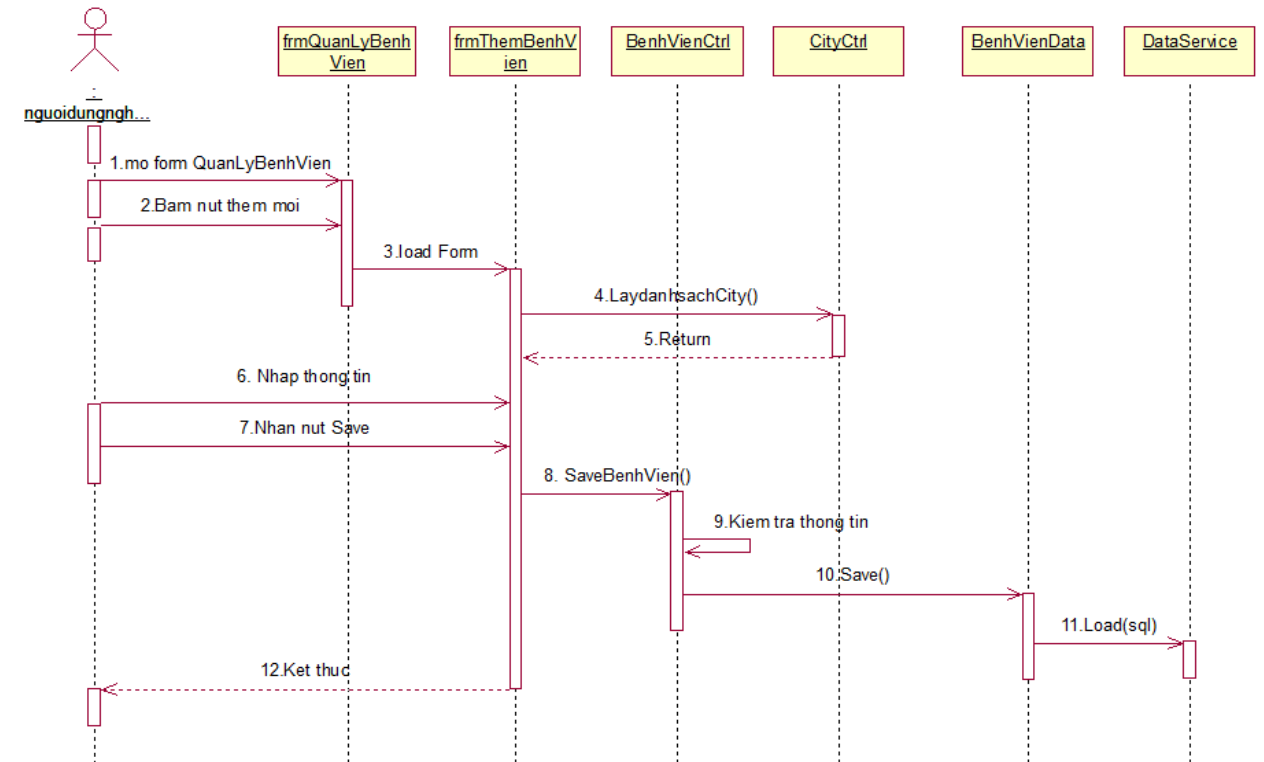 frmQuanLyBenh
Vien
frmThemBenhV
ien
BenhVienCtrl
CityCtrl
BenhVienData
DataService
:
nguoidungngh...
1.mo form QuanLyBenhVien
2.Bam nut them moi
3.load Form
4.LaydanhsachCity()
5.Return
6. Nhap thong tin
7.Nhan nut Save
8. SaveBenhVien()
9.Kiem tra thong tin
10.Save()
11.Load(sql)
12.Ket thuc